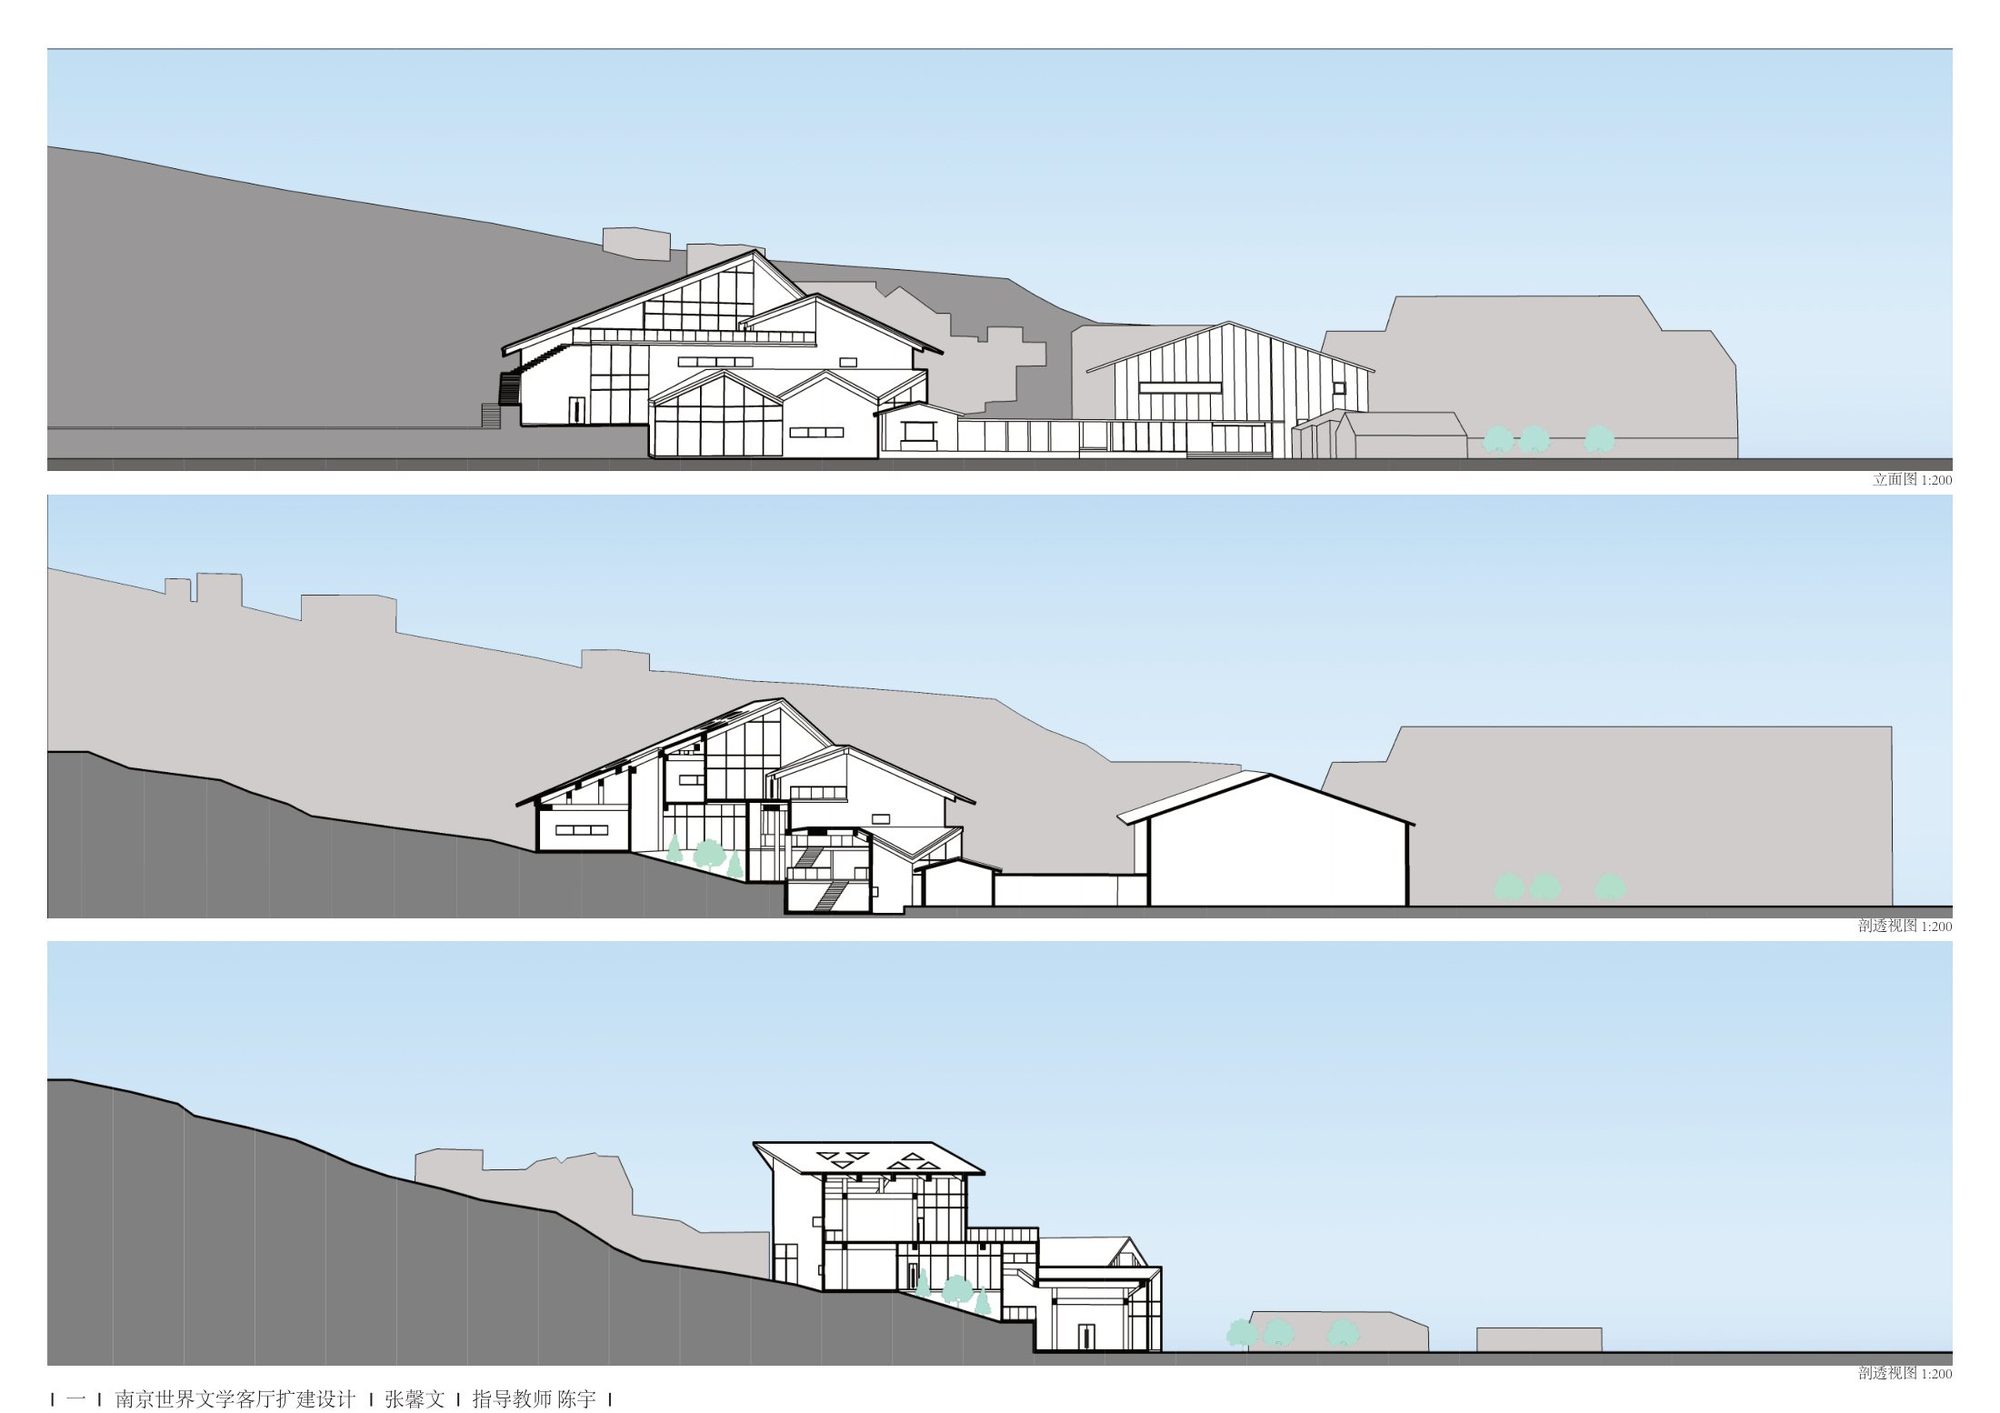 立面图 1:200
剖透视图 1:200
剖透视图 1:200
| 一 | 南京世界文学客厅扩建设计 | 张馨文 | 指导教师 陈宇 |